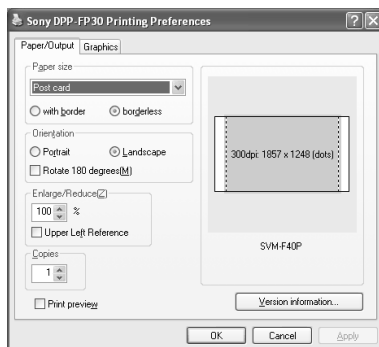 Sony DPP-FP30 Printing Preferences
Paper/Output Graphics
Paper size
Post card
with border borderless
Orientation
Portrait Landscape
Rotate 180 degrees(M)
Enlarge/Reduce(Z)
100 %
Upper Left Reference
Copies
1
Print preview
300dpi: 1857 x 1248 (dots)
SVM-F40P
Version information...
OK Cancel Apply